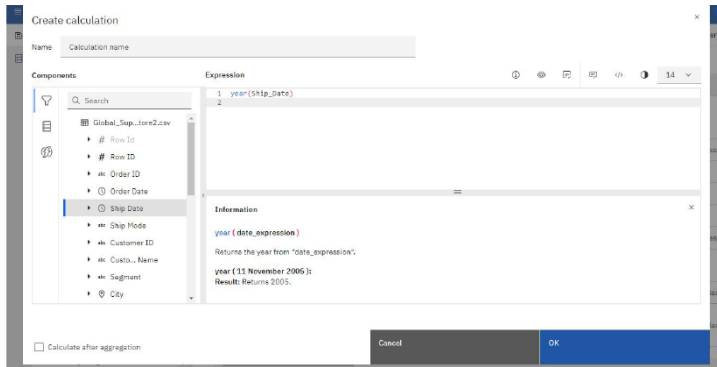 Create calculation
Name
Calculation name
Components
Expression
14
Search
1 year(Ship_Date)
2
Global_Sup...tore2.csv
# Row Id
# Row ID
abc Order ID
Order Date
Ship Date
abc Ship Mode
abc Customer ID
abc Custo... Name
abc Segment
City
Information
year ( date_expression )
Returns the year from "date_expression".
year ( 11 November 2005 ):
Result: Returns 2005.
Calculate after aggregation
Cancel
OK